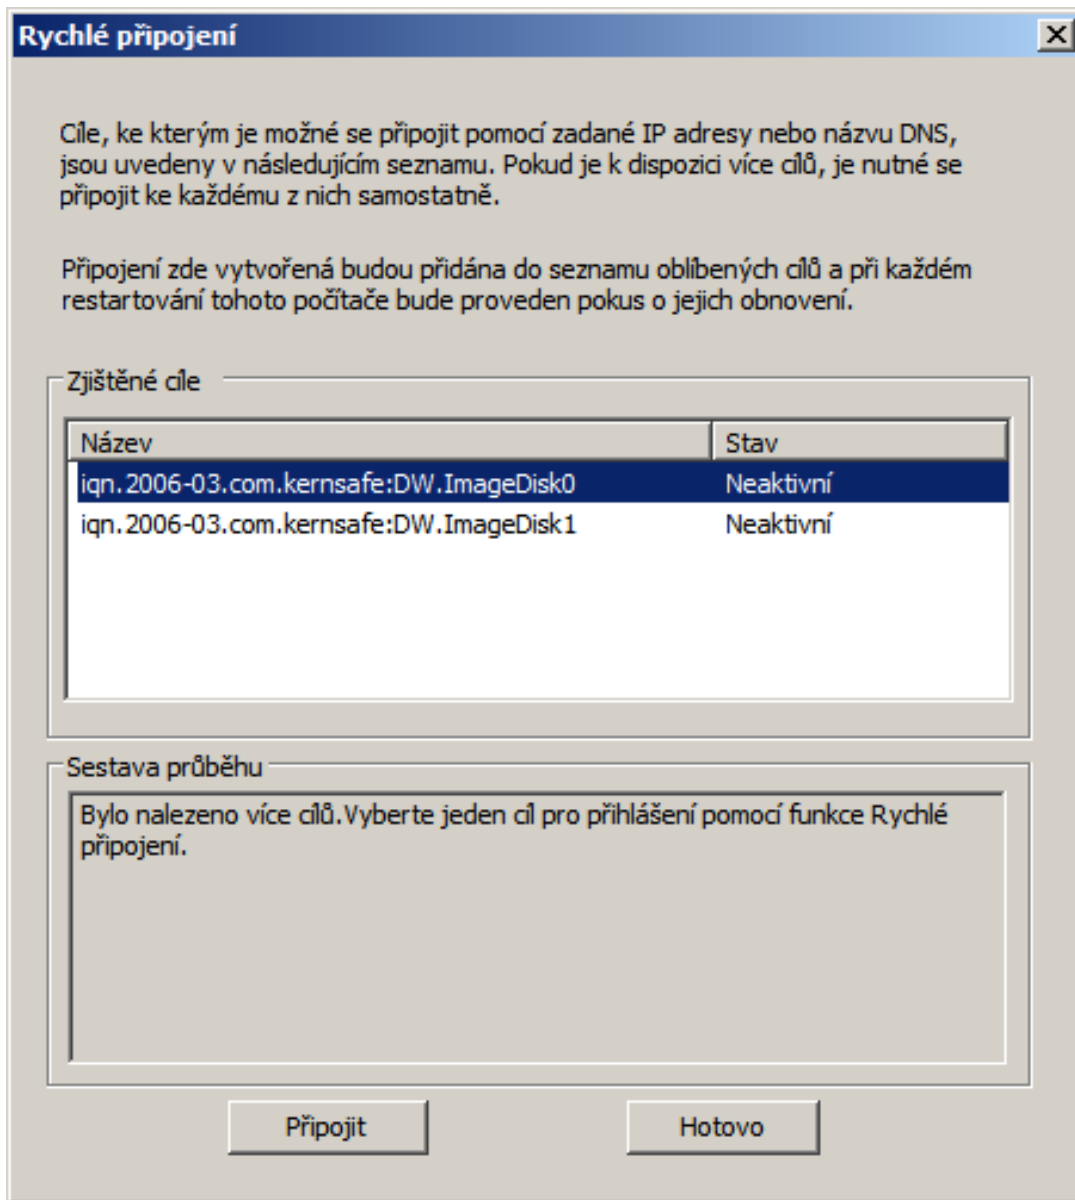 Rychlé připojení
Cíle, ke kterým je možné se připojit pomocí zadané IP adresy nebo názvu DNS,
jsou uvedeny v následujícím seznamu. Pokud je k dispozici více cílů, je nutné se
připojit ke každému z nich samostatně.
Připojení zde vytvořená budou přidána do seznamu oblíbených cílů a při každém
restartování tohoto počítače bude proveden pokus o jejich obnovení.
Zjištěné cíle
Název Stav
iqn.2006-03.com.kernsafe:DW.ImageDisk0 Neaktivní
iqn.2006-03.com.kernsafe:DW.ImageDisk1 Neaktivní
Sestava průběhu
Bylo nalezeno více cílů.Vyberte jeden cíl pro přihlášení pomocí funkce Rychlé
připojení.
Připojit Hotovo